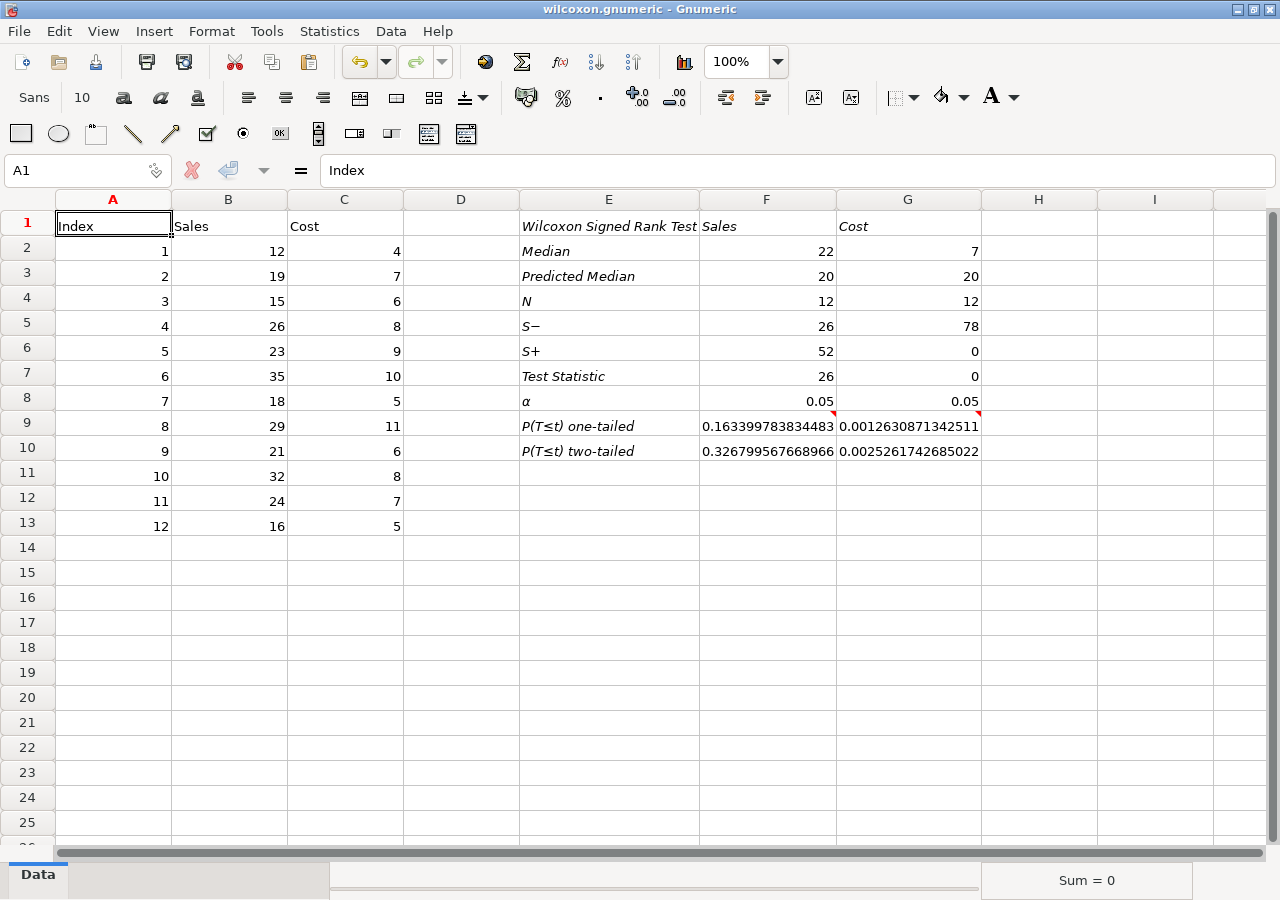 wilcoxon.gnumeric - Gnumeric
File Edit View Insert Format Tools Statistics Data Help
f(x) 100%
Sans 10 a a a % +0.00 .00 -0 A A A
OK
A1 = Index
A B C D E F G H I
1 Index Sales Cost Wilcoxon Signed Rank Test Sales Cost
2 1 12 4 Median 22 7
3 2 19 7 Predicted Median 20 20
4 3 15 6 N 12 12
5 4 26 8 S− 26 78
6 5 23 9 S+ 52 0
7 6 35 10 Test Statistic 26 0
8 7 18 5 α 0.05 0.05
9 8 29 11 P(T≤t) one-tailed 0.163399783834483 0.0012630871342511
10 9 21 6 P(T≤t) two-tailed 0.326799567668966 0.0025261742685022
11 10 32 8
12 11 24 7
13 12 16 5
14
15
16
17
18
19
20
21
22
23
24
25
26
Data Sum = 0